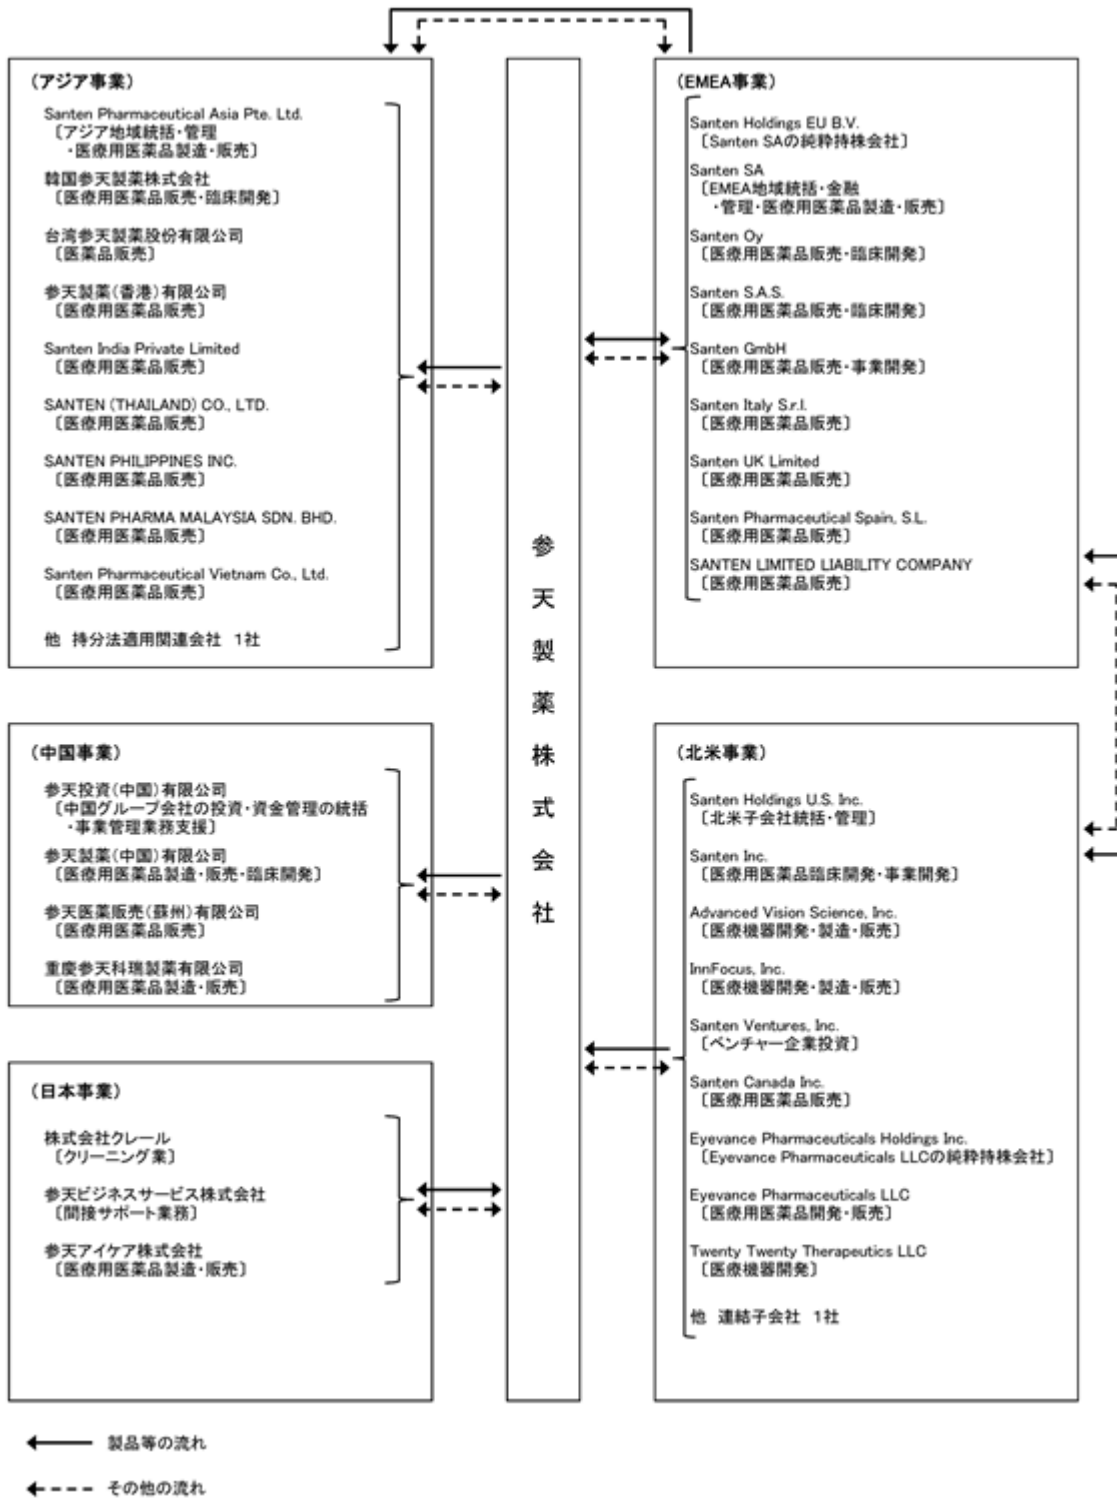 (アジア事業)
Santen Pharmaceutical Asia Pte. Ltd.
〔アジア地域統括・管理
・医療用医薬品製造・販売〕
韓国参天製薬株式会社
〔医療用医薬品販売・臨床開発〕
台湾参天製薬股份有限公司
〔医薬品販売〕
参天製薬(香港)有限公司
〔医療用医薬品販売〕
Santen India Private Limited
〔医療用医薬品販売〕
SANTEN (THAILAND) CO., LTD.
〔医療用医薬品販売〕
SANTEN PHILIPPINES INC.
〔医療用医薬品販売〕
SANTEN PHARMA MALAYSIA SDN. BHD.
〔医療用医薬品販売〕
Santen Pharmaceutical Vietnam Co., Ltd.
〔医療用医薬品販売〕
他 持分法適用関連会社 1社
(中国事業)
参天投資(中国)有限公司
〔中国グループ会社の投資・資金管理の統括
・事業管理業務支援〕
参天製薬(中国)有限公司
〔医療用医薬品製造・販売・臨床開発〕
参天医薬販売(蘇州)有限公司
〔医療用医薬品販売〕
重慶参天科瑞製薬有限公司
〔医療用医薬品製造・販売〕
(日本事業)
株式会社クレール
〔クリーニング業〕
参天ビジネスサービス株式会社
〔間接サポート業務〕
参天アイケア株式会社
〔医療用医薬品製造・販売〕
参天製薬株式会社
(EMEA事業)
Santen Holdings EU B.V.
〔Santen SAの純粋持株会社〕
Santen SA
〔EMEA地域統括・金融
・管理・医療用医薬品製造・販売〕
Santen Oy
〔医療用医薬品販売・臨床開発〕
Santen S.A.S.
〔医療用医薬品販売・臨床開発〕
Santen GmbH
〔医療用医薬品販売・事業開発〕
Santen Italy S.r.l.
〔医療用医薬品販売〕
Santen UK Limited
〔医療用医薬品販売〕
Santen Pharmaceutical Spain, S.L.
〔医療用医薬品販売〕
SANTEN LIMITED LIABILITY COMPANY
〔医療用医薬品販売〕
(北米事業)
Santen Holdings U.S. Inc.
〔北米子会社統括・管理〕
Santen Inc.
〔医療用医薬品臨床開発・事業開発〕
Advanced Vision Science, Inc.
〔医療機器開発・製造・販売〕
InnFocus, Inc.
〔医療機器開発・製造・販売〕
Santen Ventures, Inc.
〔ベンチャー企業投資〕
Santen Canada Inc.
〔医療用医薬品販売〕
Eyevance Pharmaceuticals Holdings Inc.
〔Eyevance Pharmaceuticals LLCの純粋持株会社〕
Eyevance Pharmaceuticals LLC
〔医療用医薬品開発・販売〕
Twenty Twenty Therapeutics LLC
〔医療機器開発〕
他 連結子会社 1社
製品等の流れ
その他の流れ